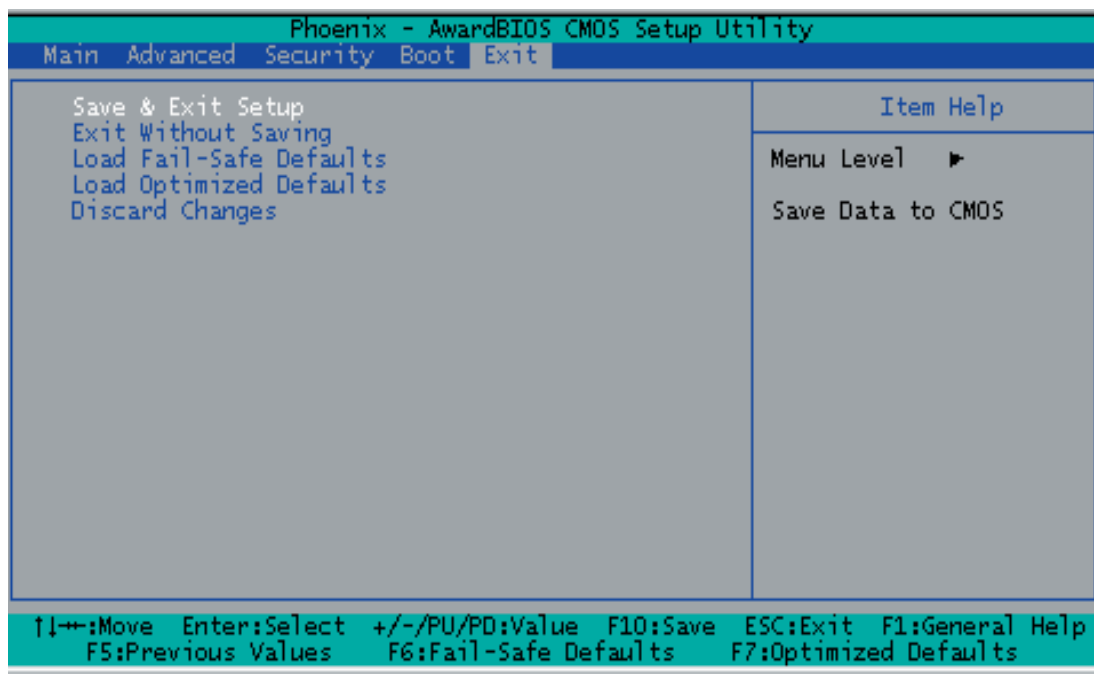 Phoenix - AwardBIOS CMOS Setup Utility
Main Advanced Security Boot Exit
Save & Exit Setup
Exit Without Saving
Load Fail-Safe Defaults
Load Optimized Defaults
Discard Changes
Item Help
Menu Level ►
Save Data to CMOS
↑↓→←:Move Enter:Select +/-/PU/PD:Value F10:Save ESC:Exit F1:General Help
F5:Previous Values F6:Fail-Safe Defaults F7:Optimized Defaults